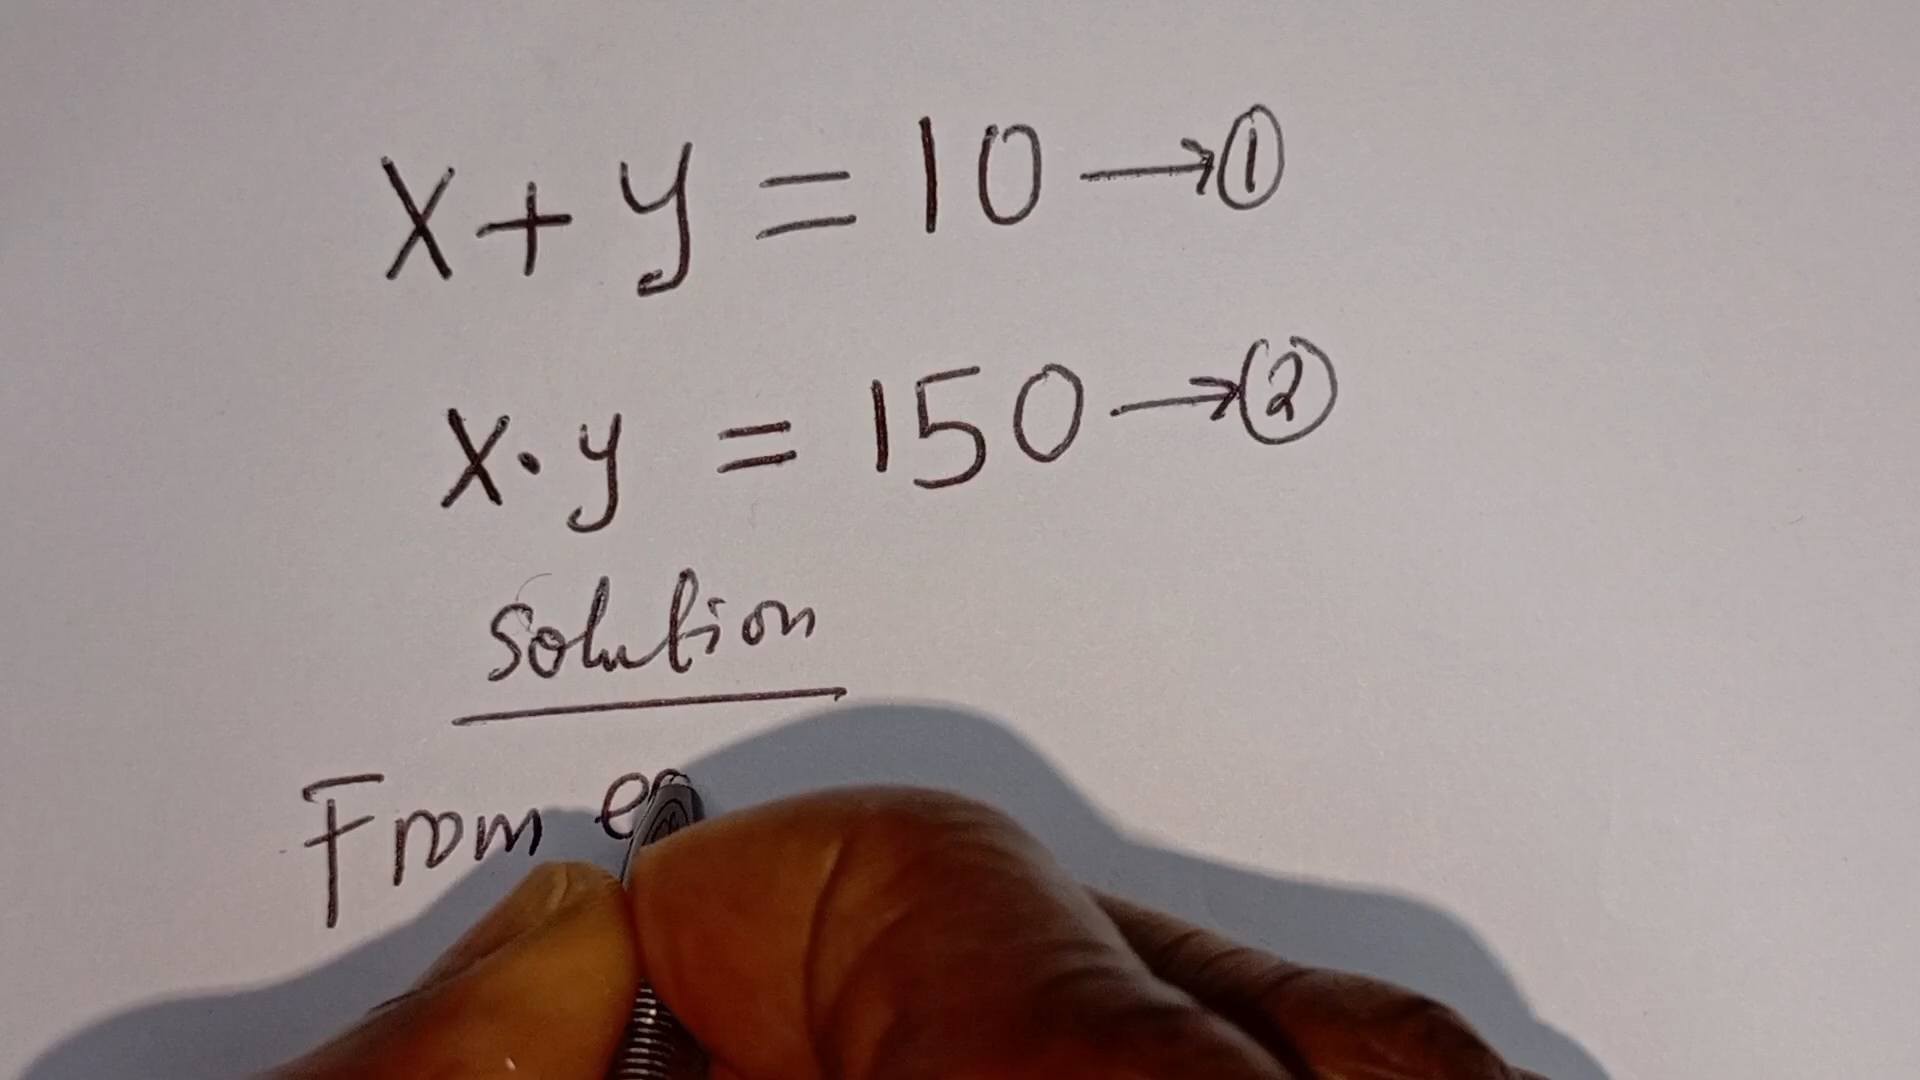 x + y = 10 → ①
x · y = 150 → ②
Solution
From